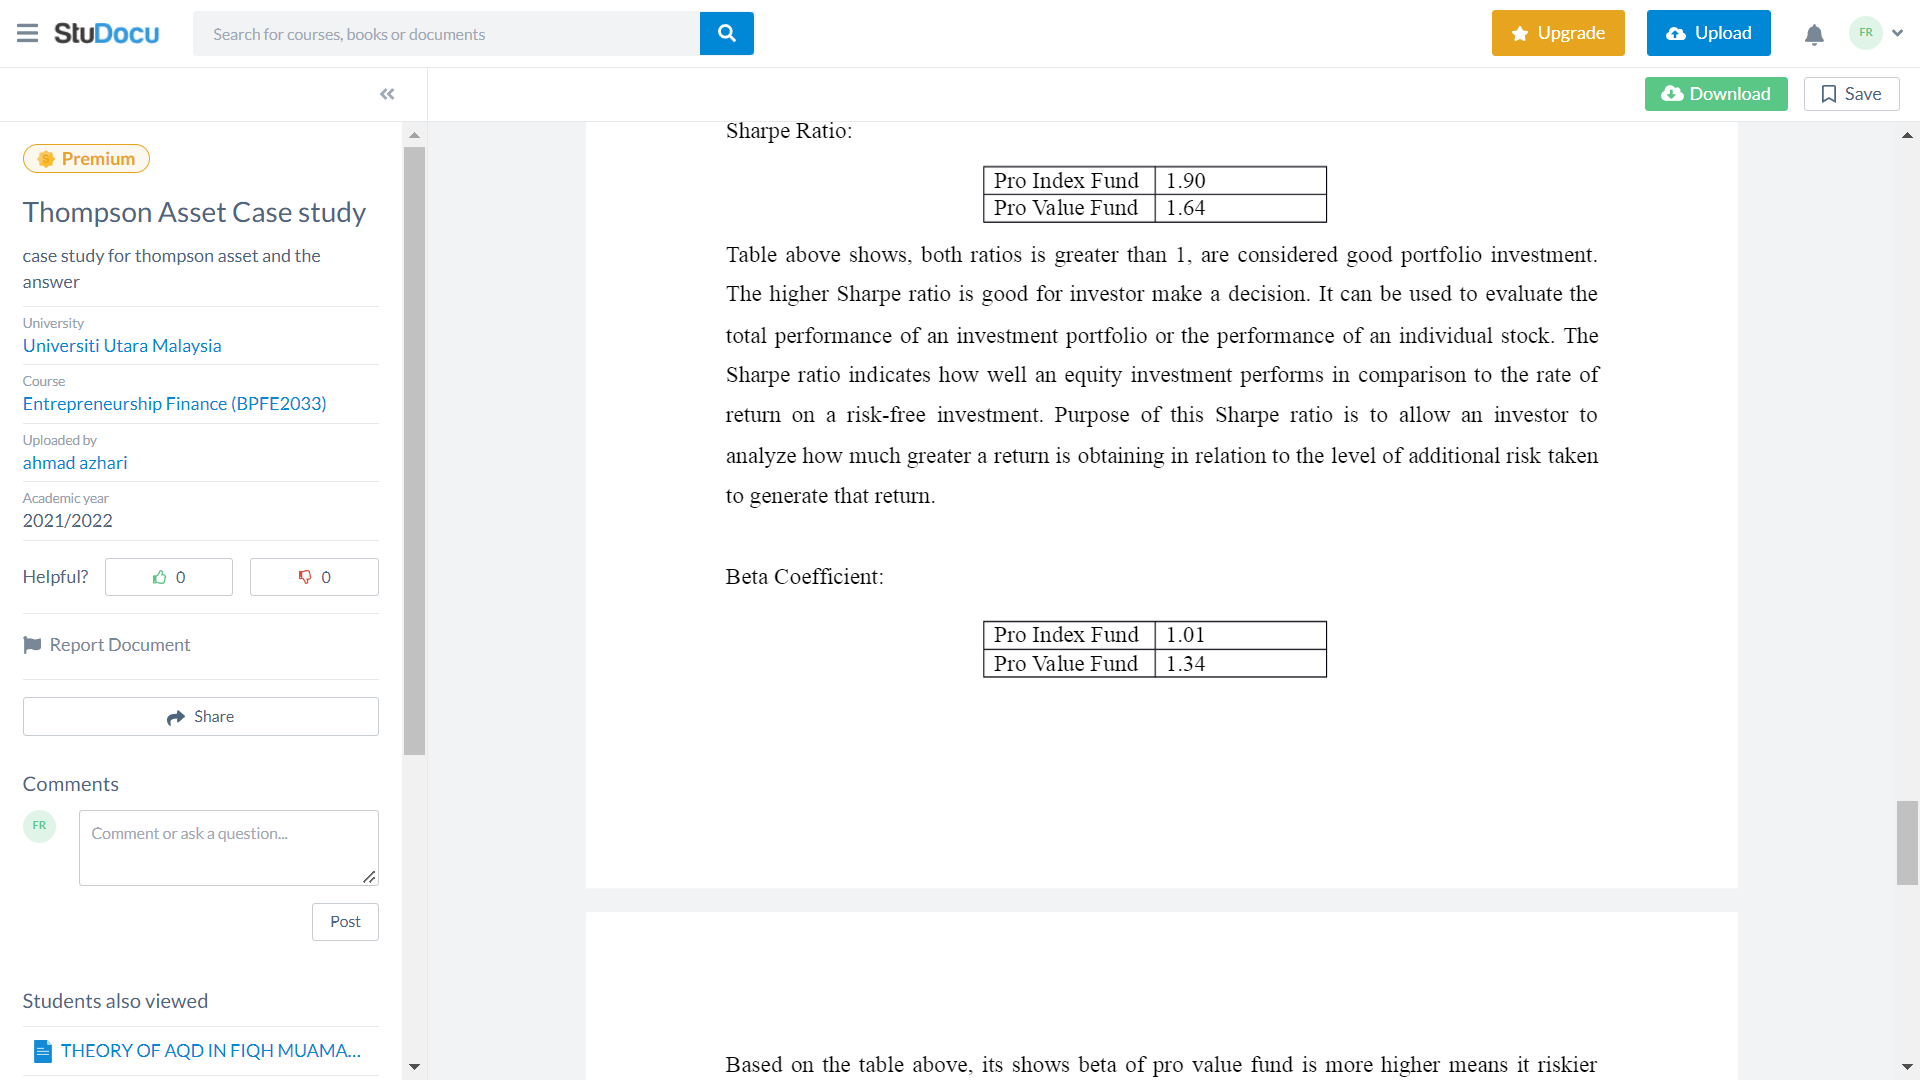 StuDocu
Search for courses, books or documents
Upgrade
Upload
FR
Download
Save
Premium
Thompson Asset Case study
case study for thompson asset and the
answer
University
Universiti Utara Malaysia
Course
Entrepreneurship Finance (BPFE2033)
Uploaded by
ahmad azhari
Academic year
2021/2022
Helpful?
0
0
Report Document
Share
Comments
FR
Comment or ask a question...
Post
Students also viewed
THEORY OF AQD IN FIQH MUAMA...
Sharpe Ratio:
Pro Index Fund 1.90
Pro Value Fund 1.64
Table above shows, both ratios is greater than 1, are considered good portfolio investment.
The higher Sharpe ratio is good for investor make a decision. It can be used to evaluate the
total performance of an investment portfolio or the performance of an individual stock. The
Sharpe ratio indicates how well an equity investment performs in comparison to the rate of
return on a risk-free investment. Purpose of this Sharpe ratio is to allow an investor to
analyze how much greater a return is obtaining in relation to the level of additional risk taken
to generate that return.
Beta Coefficient:
Pro Index Fund 1.01
Pro Value Fund 1.34
Based on the table above, its shows beta of pro value fund is more higher means it riskier